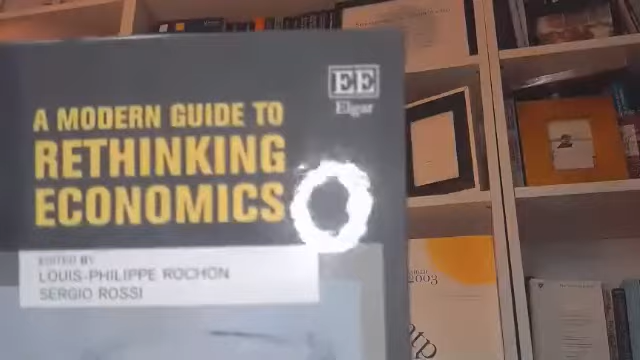 EE
Elgar
A MODERN GUIDE TO
RETHINKING
ECONOMICS
EDITED BY
LOUIS-PHILIPPE ROCHON
SERGIO ROSSI
2003